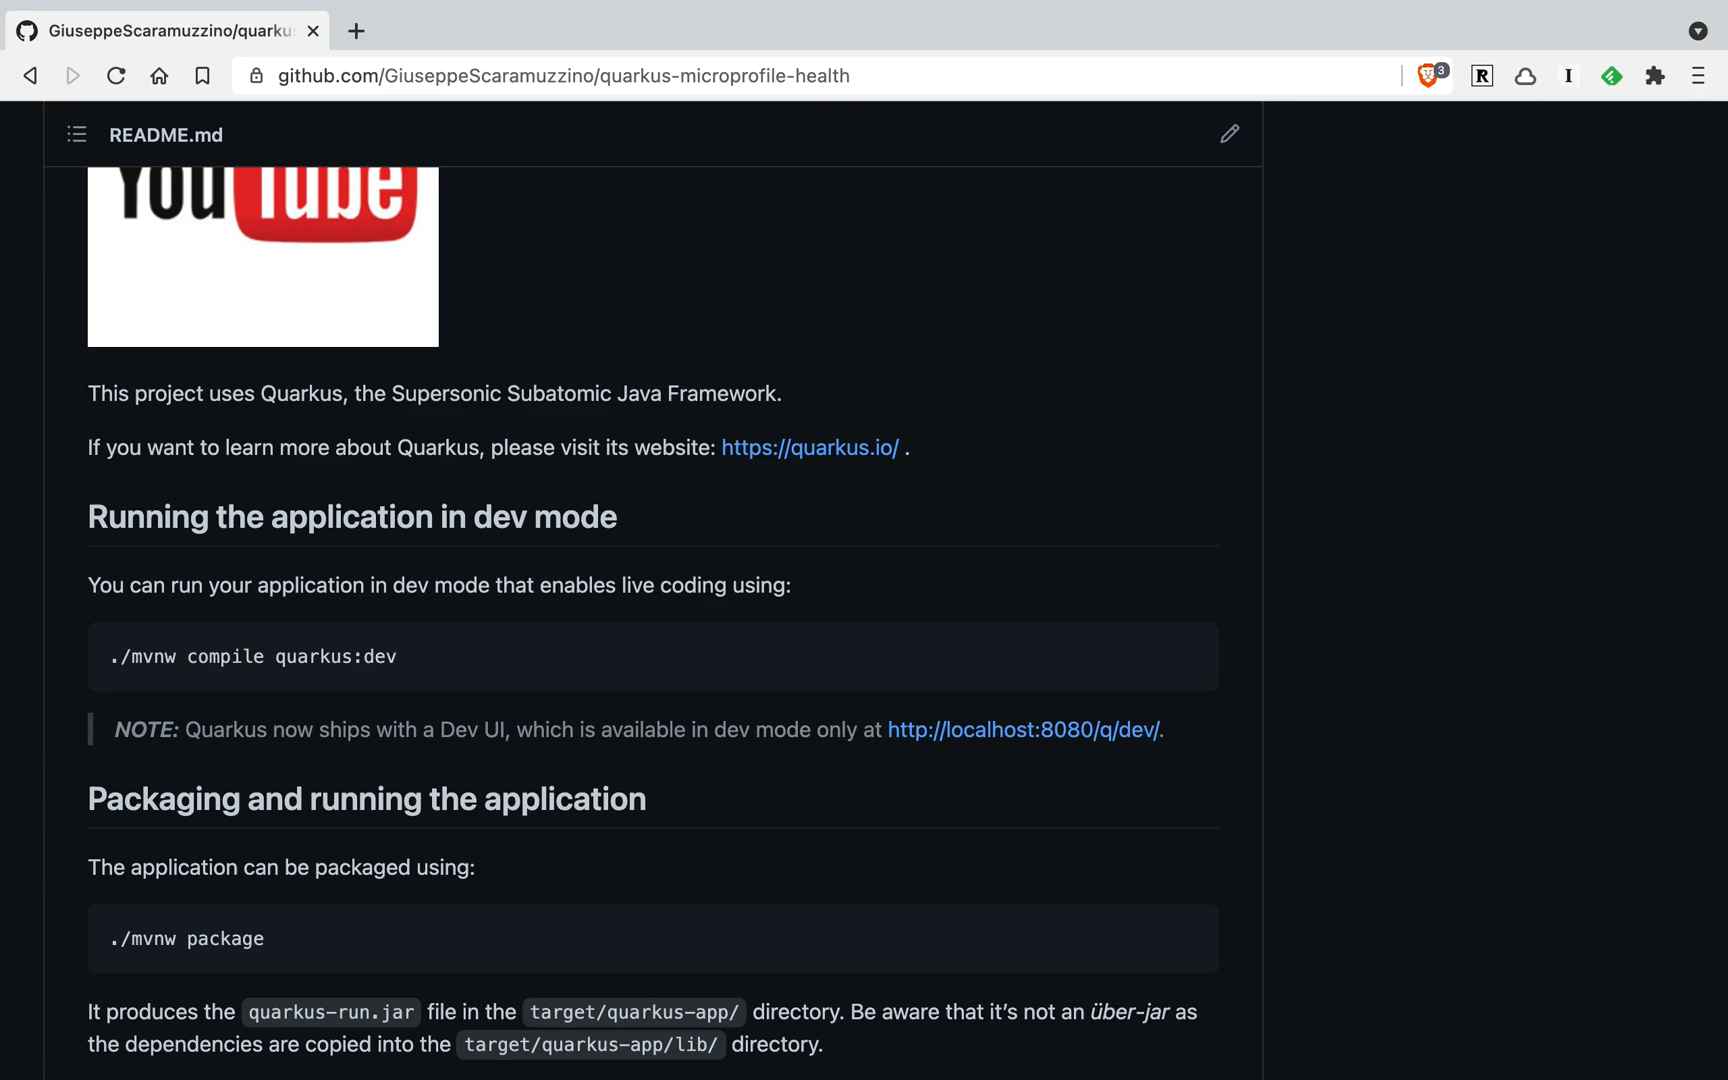 GiuseppeScaramuzzino/quarku
github.com/GiuseppeScaramuzzino/quarkus-microprofile-health
3
R
I
README.md
YouTube
This project uses Quarkus, the Supersonic Subatomic Java Framework.
If you want to learn more about Quarkus, please visit its website: https://quarkus.io/ .
Running the application in dev mode
You can run your application in dev mode that enables live coding using:
./mvnw compile quarkus:dev
NOTE: Quarkus now ships with a Dev UI, which is available in dev mode only at http://localhost:8080/q/dev/.
Packaging and running the application
The application can be packaged using:
./mvnw package
It produces the quarkus-run.jar file in the target/quarkus-app/ directory. Be aware that it’s not an über-jar as
the dependencies are copied into the target/quarkus-app/lib/ directory.